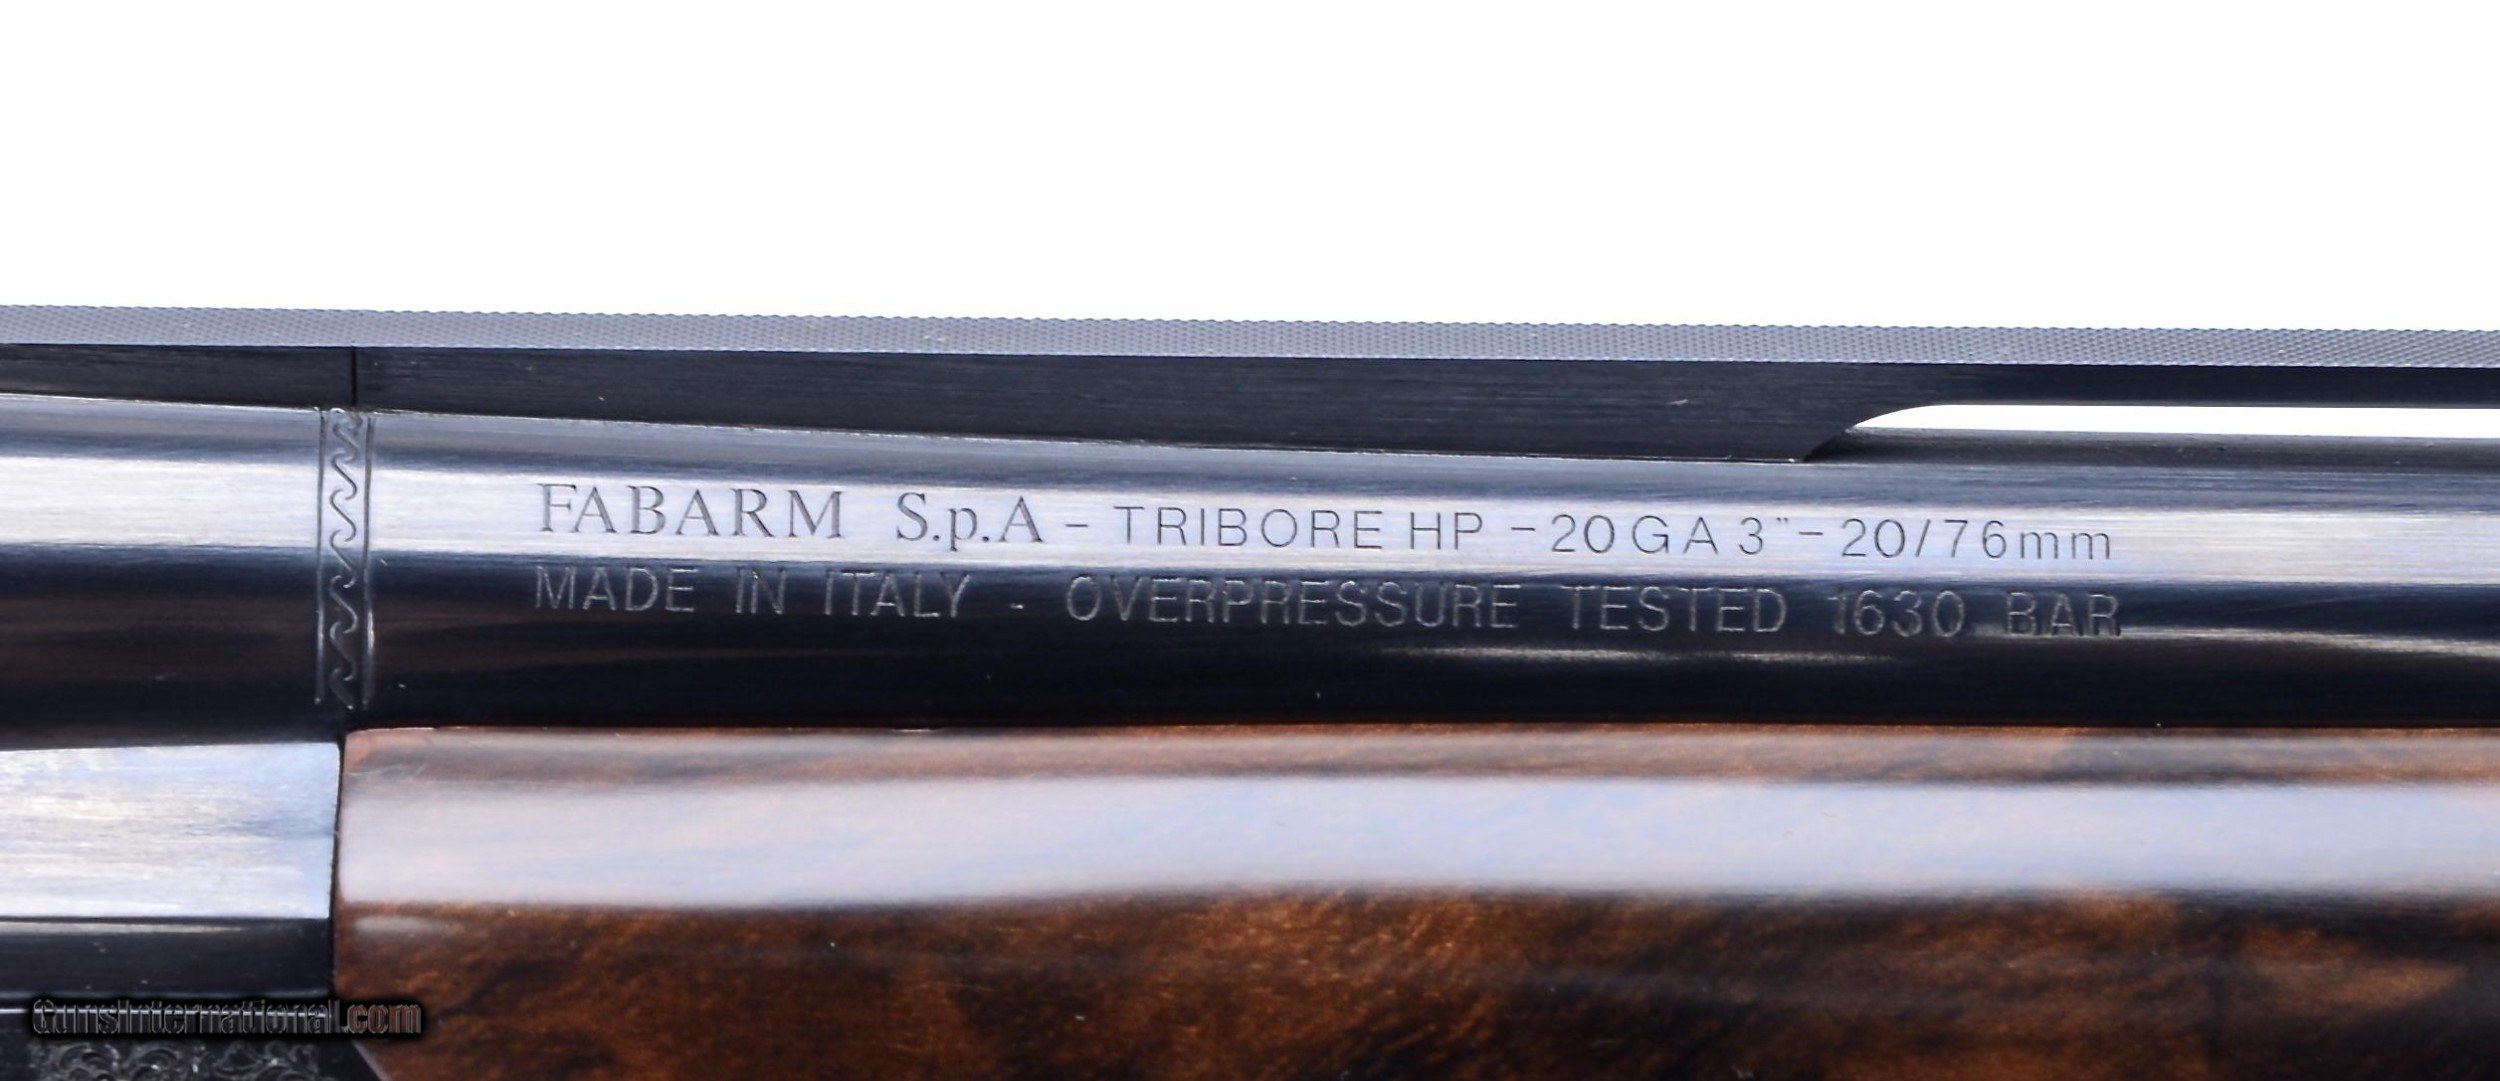 FABARM S.p.A - TRIBORE HP - 20 GA 3" - 20/76mm
MADE IN ITALY - OVERPRESSURE TESTED 1630 BAR
GunsInternational.com